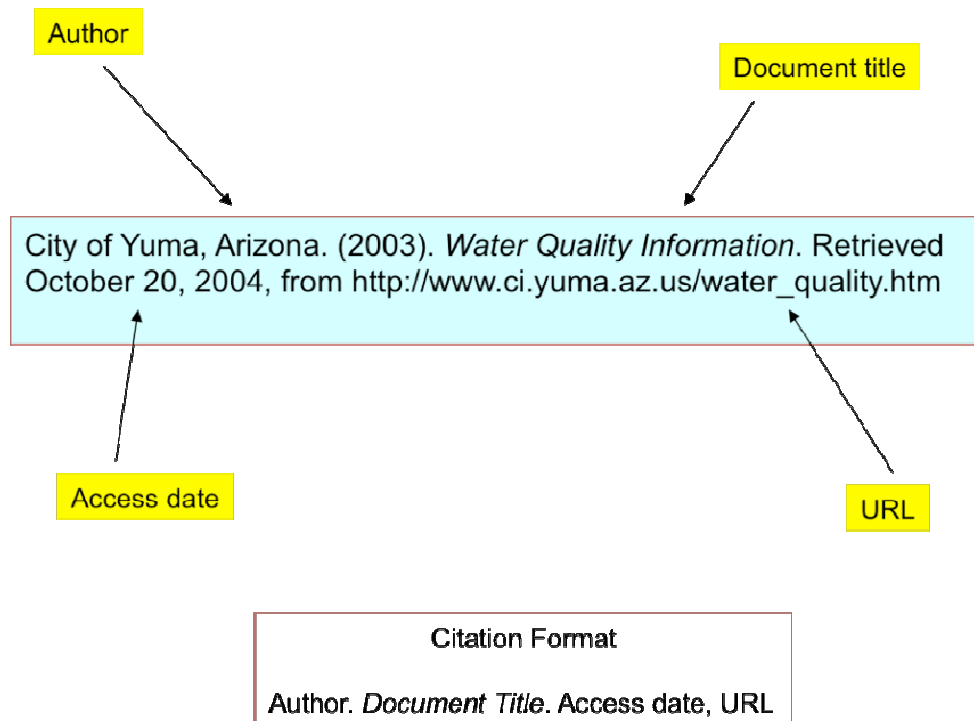 Author
Document title
City of Yuma, Arizona. (2003). Water Quality Information. Retrieved
October 20, 2004, from http://www.ci.yuma.az.us/water_quality.htm
Access date
URL
Citation Format
Author. Document Title. Access date, URL